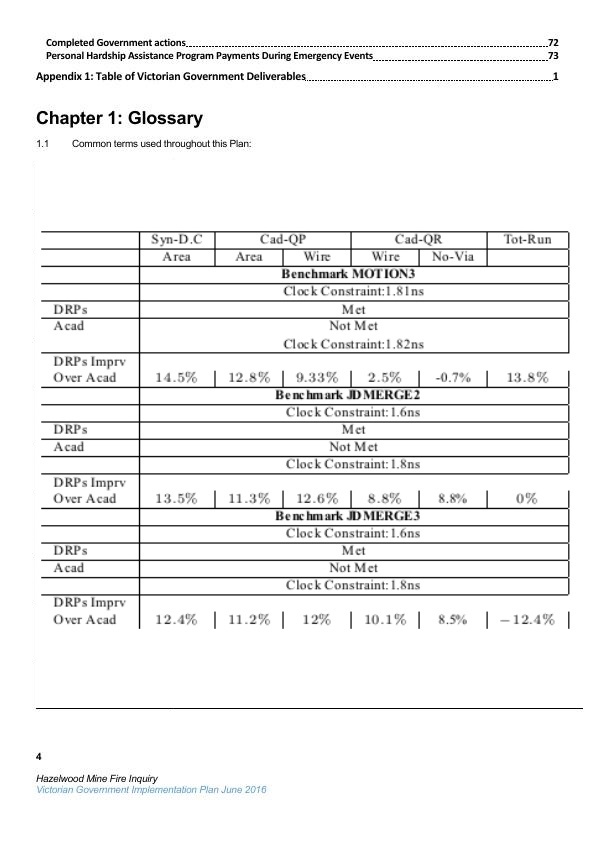 Completed Government actions 72
Personal Hardship Assistance Program Payments During Emergency Events 73
Appendix 1: Table of Victorian Government Deliverables 1
Chapter 1: Glossary
1.1 Common terms used throughout this Plan:
Syn-D.C Cad-QP Cad-QR Tot-Run
Area Area Wire Wire No-Via
Benchmark MOTION3
Clock Constraint:1.81ns
DRPs Met
Acad Not Met
Clock Constraint:1.82ns
DRPs Imprv
Over Acad 14.5% 12.8% 9.33% 2.5% -0.7% 13.8%
Benchmark JDMERGE2
Clock Constraint:1.6ns
DRPs Met
Acad Not Met
Clock Constraint:1.8ns
DRPs Imprv
Over Acad 13.5% 11.3% 12.6% 8.8% 8.8% 0%
Benchmark JDMERGE3
Clock Constraint:1.6ns
DRPs Met
Acad Not Met
Clock Constraint:1.8ns
DRPs Imprv
Over Acad 12.4% 11.2% 12% 10.1% 8.5% −12.4%
4
Hazelwood Mine Fire Inquiry
Victorian Government Implementation Plan June 2016